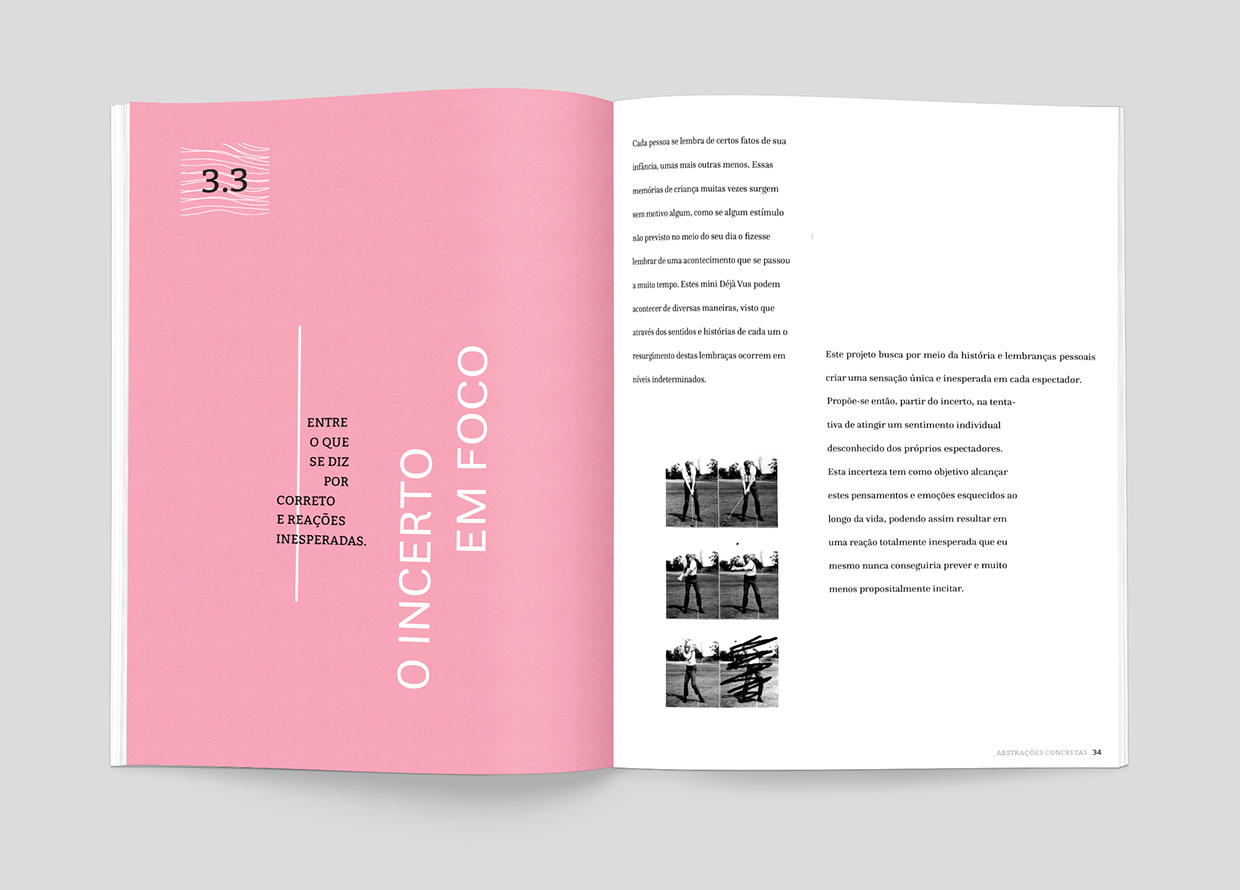 3.3
ENTRE
O QUE
SE DIZ
POR
CORRETO
E REAÇÕES
INESPERADAS.
O INCERTO
EM FOCO
Cada pessoa se lembra de certos fatos de sua
infância, umas mais outras menos. Essas
memórias de criança muitas vezes surgem
sem motivo algum, como se algum estímulo
não previsto no meio do seu dia o fizesse
lembrar de uma acontecimento que se passou
a muito tempo. Estes mini Déjà Vus podem
acontecer de diversas maneiras, visto que
através dos sentidos e histórias de cada um o
resurgimento destas lembraças ocorrem em
níveis indeterminados.
Este projeto busca por meio da história e lembranças pessoais
criar uma sensação única e inesperada em cada espectador.
Propõe-se então, partir do incerto, na tenta-
tiva de atingir um sentimento individual
desconhecido dos próprios espectadores.
Esta incerteza tem como objetivo alcançar
estes pensamentos e emoções esquecidos ao
longo da vida, podendo assim resultar em
uma reação totalmente inesperada que eu
mesmo nunca conseguiria prever e muito
menos propositalmente incitar.
_ABSTRAÇÕES CONCRETAS 34